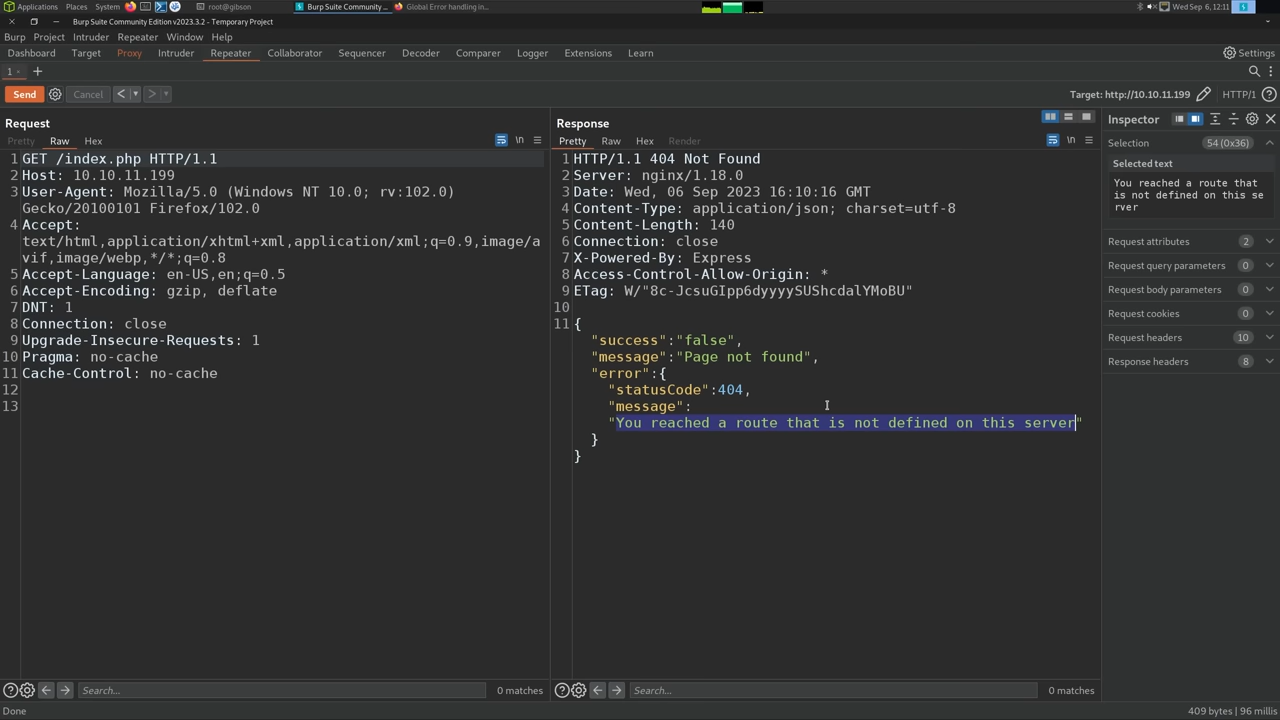 Applications Places System root@gibson Burp Suite Community ... Global Error handling in... Wed Sep 6, 12:11
Burp Suite Community Edition v2023.3.2 - Temporary Project
Burp Project Intruder Repeater Window Help
Dashboard Target Proxy Intruder Repeater Collaborator Sequencer Decoder Comparer Logger Extensions Learn Settings
1 × +
Send Cancel < > Target: http://10.10.11.199 HTTP/1
Request
Pretty Raw Hex \n
1 GET /index.php HTTP/1.1
2 Host: 10.10.11.199
3 User-Agent: Mozilla/5.0 (Windows NT 10.0; rv:102.0)
Gecko/20100101 Firefox/102.0
4 Accept:
text/html,application/xhtml+xml,application/xml;q=0.9,image/a
vif,image/webp,*/*;q=0.8
5 Accept-Language: en-US,en;q=0.5
6 Accept-Encoding: gzip, deflate
7 DNT: 1
8 Connection: close
9 Upgrade-Insecure-Requests: 1
10 Pragma: no-cache
11 Cache-Control: no-cache
12
13
Search... 0 matches
Response
Pretty Raw Hex Render \n
1 HTTP/1.1 404 Not Found
2 Server: nginx/1.18.0
3 Date: Wed, 06 Sep 2023 16:10:16 GMT
4 Content-Type: application/json; charset=utf-8
5 Content-Length: 140
6 Connection: close
7 X-Powered-By: Express
8 Access-Control-Allow-Origin: *
9 ETag: W/"8c-JcsuGIpp6dyyyySUShcdalYMoBU"
10
11 {
"success":"false",
"message":"Page not found",
"error":{
"statusCode":404,
"message":
"You reached a route that is not defined on this server"
}
}
Search... 0 matches
Inspector
Selection 54 (0x36)
Selected text
You reached a route that
is not defined on this se
rver
Request attributes 2
Request query parameters 0
Request body parameters 0
Request cookies 0
Request headers 10
Response headers 8
Done 409 bytes | 96 millis